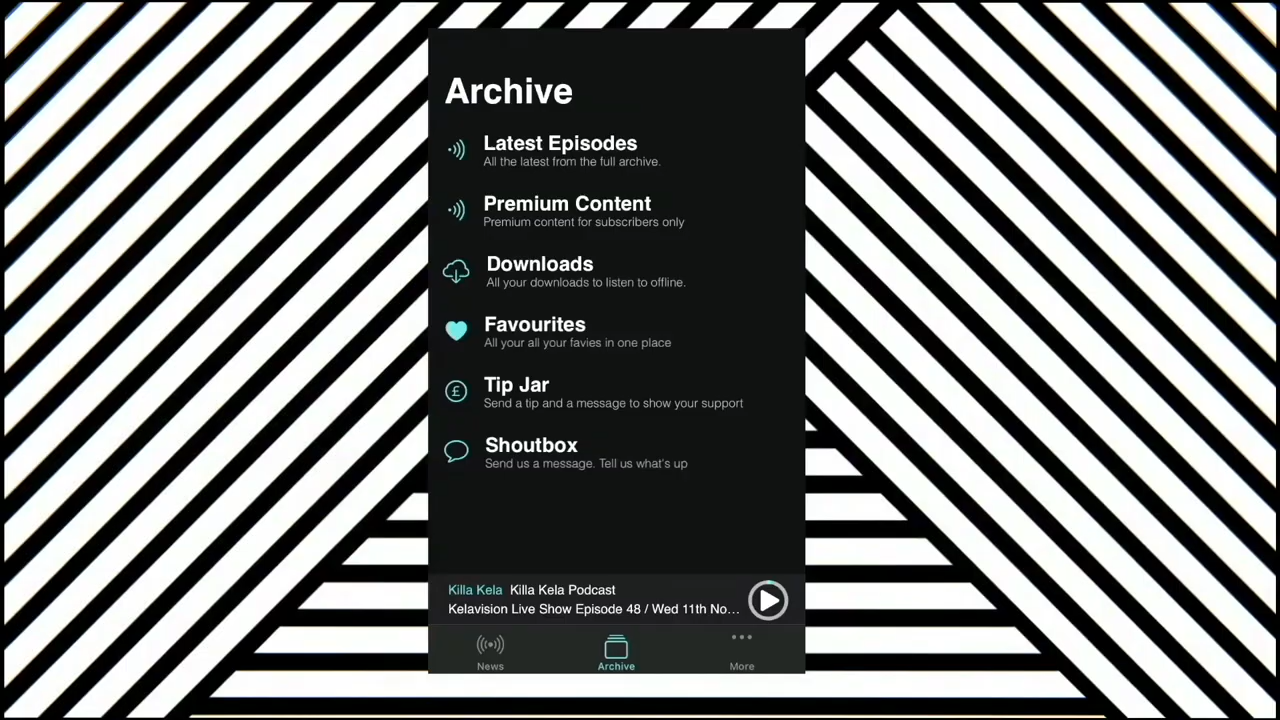 Archive
Latest Episodes
All the latest from the full archive.
Premium Content
Premium content for subscribers only
Downloads
All your downloads to listen to offline.
Favourites
All your all your favies in one place
£
Tip Jar
Send a tip and a message to show your support
Shoutbox
Send us a message. Tell us what's up
Killa Kela Killa Kela Podcast
Kelavision Live Show Episode 48 / Wed 11th No...
News
Archive
More